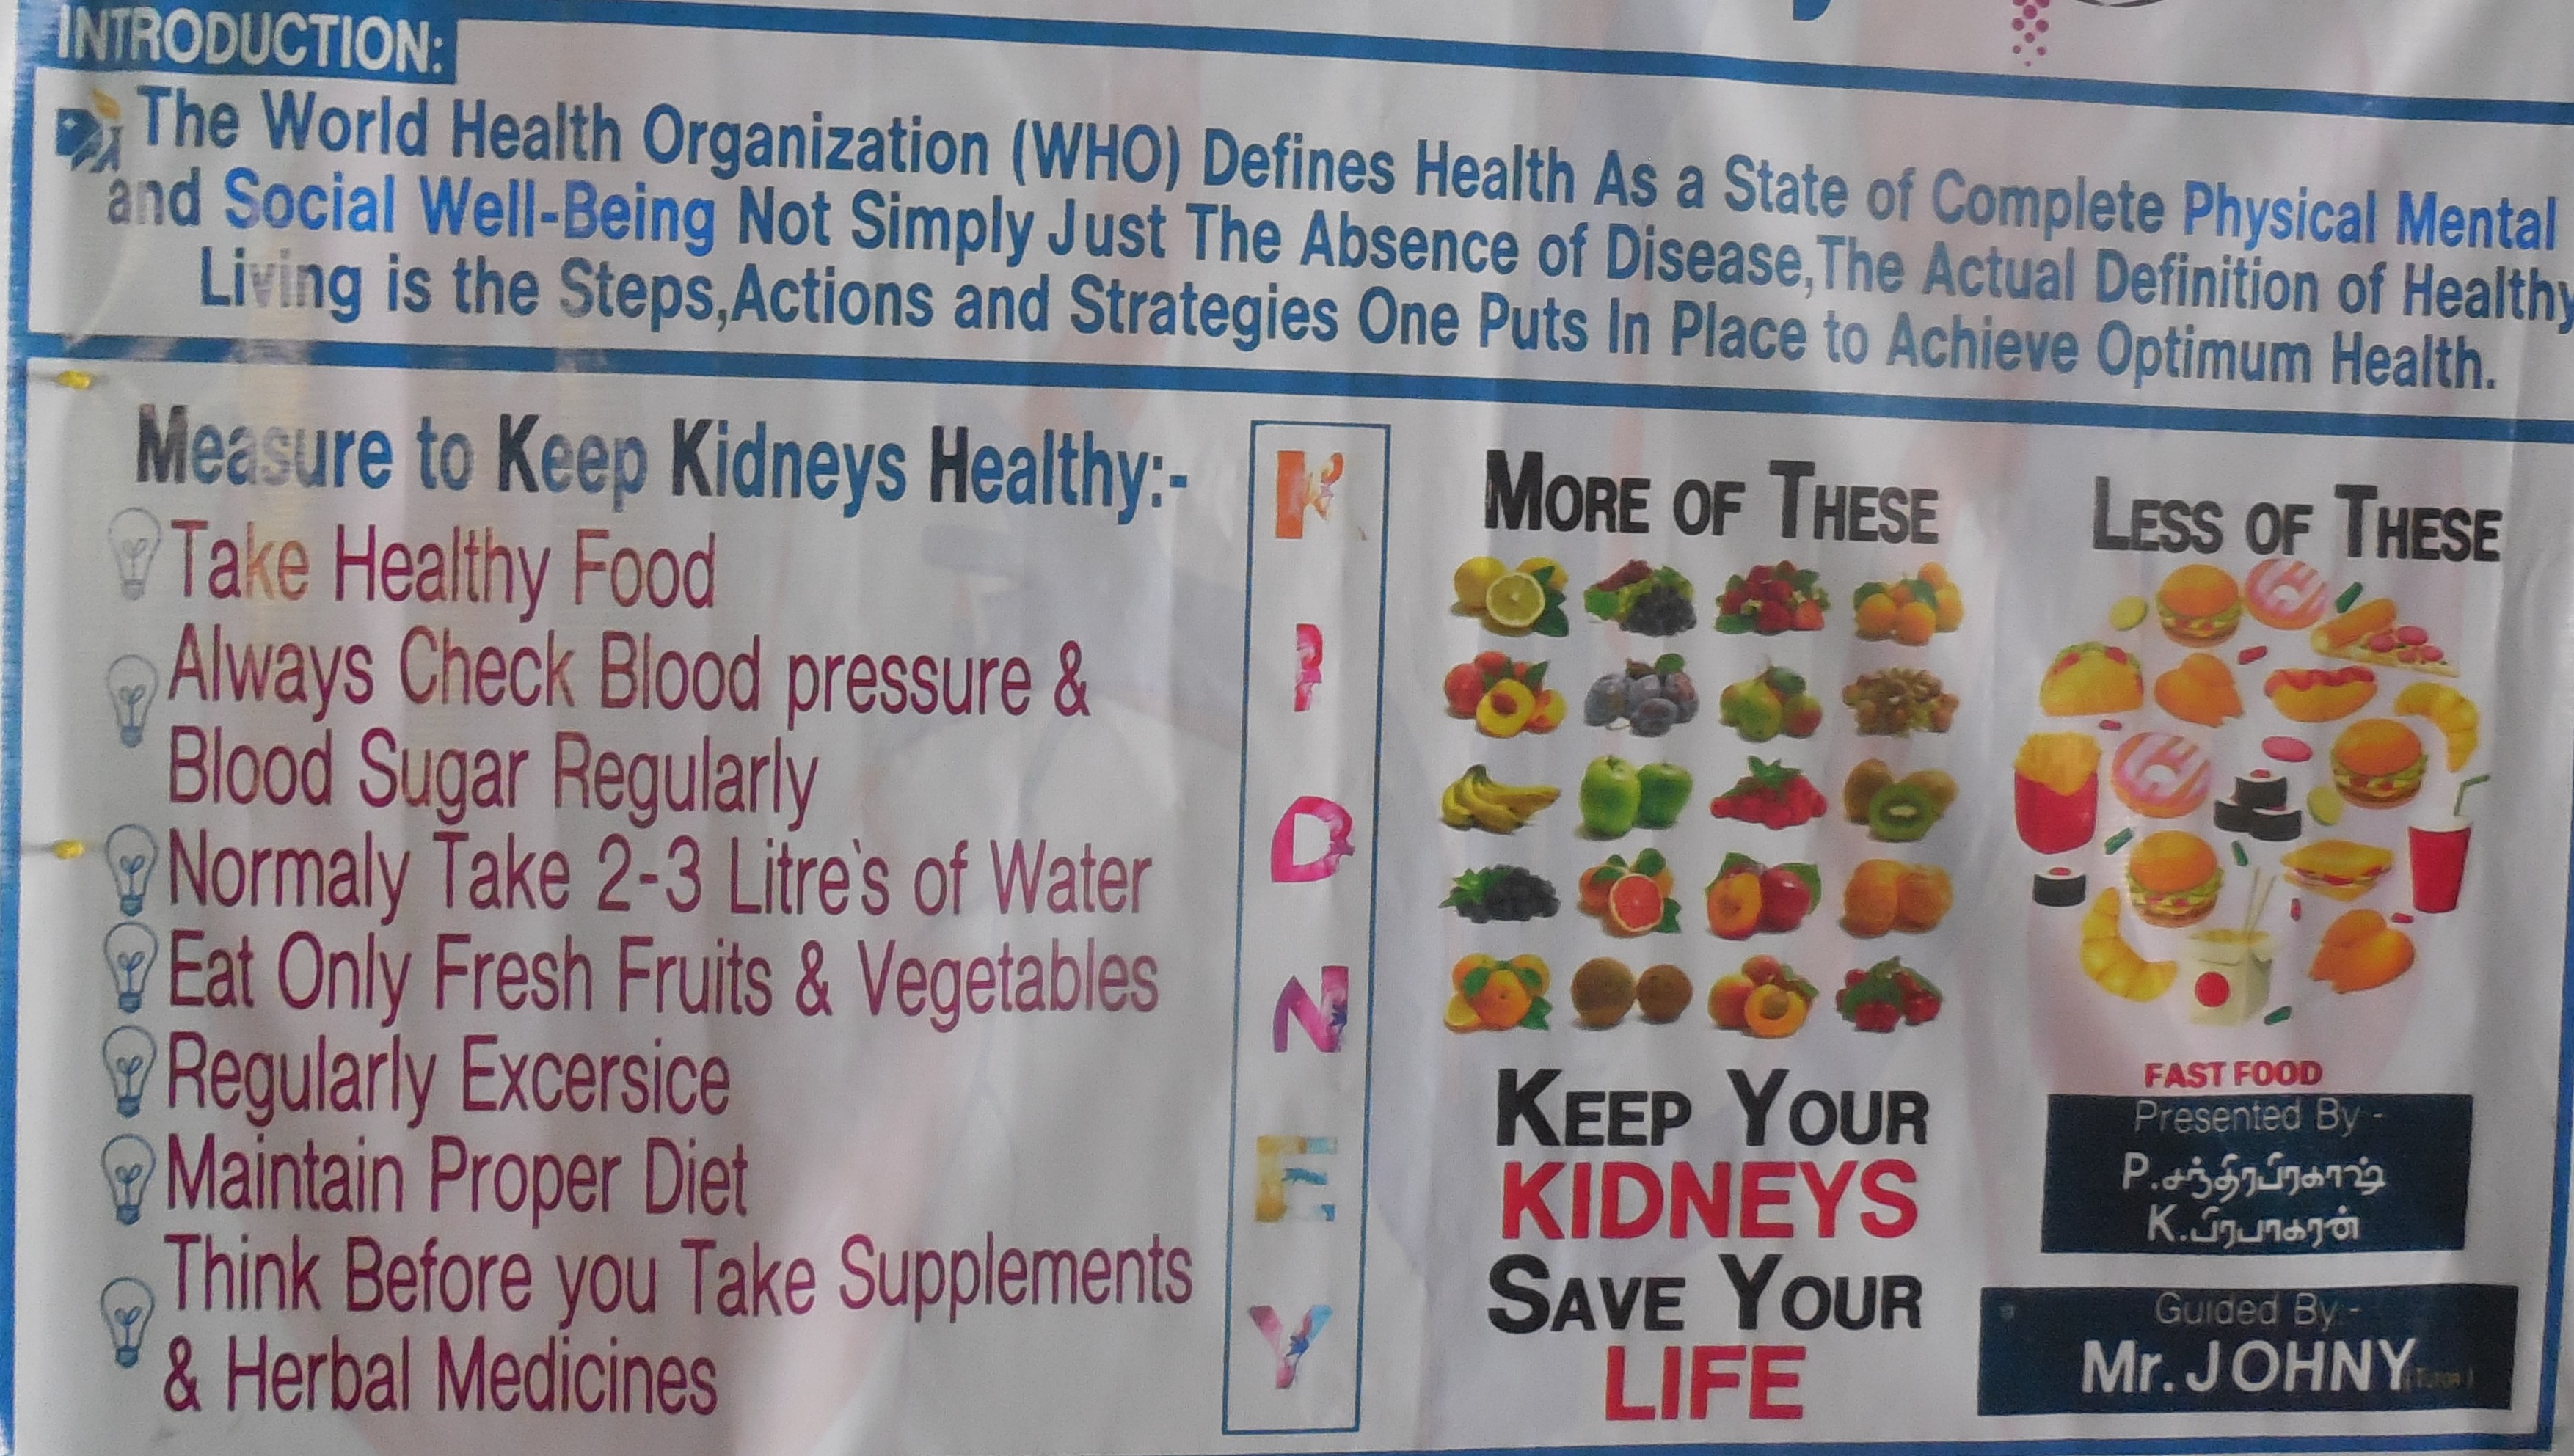 INTRODUCTION:
The World Health Organization (WHO) Defines Health As a State of Complete Physical Mental
and Social Well-Being Not Simply Just The Absence of Disease,The Actual Definition of Healthy
Living is the Steps,Actions and Strategies One Puts In Place to Achieve Optimum Health.
Measure to Keep Kidneys Healthy:-
Take Healthy Food
Always Check Blood pressure &
Blood Sugar Regularly
Normaly Take 2-3 Litre`s of Water
Eat Only Fresh Fruits & Vegetables
Regularly Excersice
Maintain Proper Diet
Think Before you Take Supplements
& Herbal Medicines
K
I
D
N
E
Y
MORE OF THESE
KEEP YOUR
KIDNEYS
SAVE YOUR
LIFE
LESS OF THESE
FAST FOOD
Presented By -
P.சந்திரபிரகாஷ்
K.பிரபாகரன்
Guided By:-
Mr.JOHNY (Tutor)